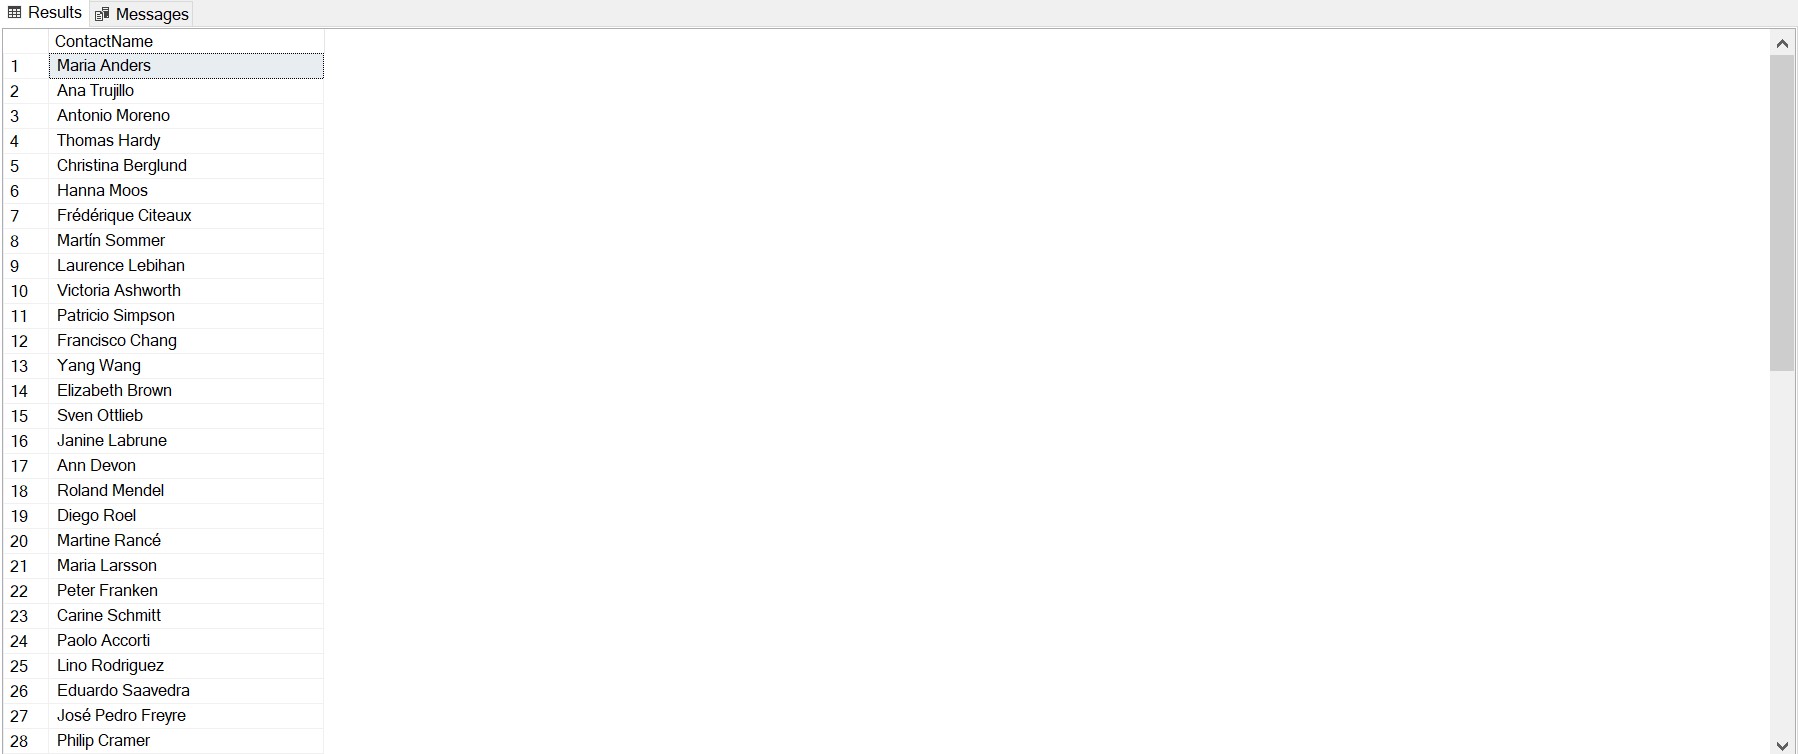 Results Messages
ContactName
1 Maria Anders
2 Ana Trujillo
3 Antonio Moreno
4 Thomas Hardy
5 Christina Berglund
6 Hanna Moos
7 Frédérique Citeaux
8 Martín Sommer
9 Laurence Lebihan
10 Victoria Ashworth
11 Patricio Simpson
12 Francisco Chang
13 Yang Wang
14 Elizabeth Brown
15 Sven Ottlieb
16 Janine Labrune
17 Ann Devon
18 Roland Mendel
19 Diego Roel
20 Martine Rancé
21 Maria Larsson
22 Peter Franken
23 Carine Schmitt
24 Paolo Accorti
25 Lino Rodriguez
26 Eduardo Saavedra
27 José Pedro Freyre
28 Philip Cramer